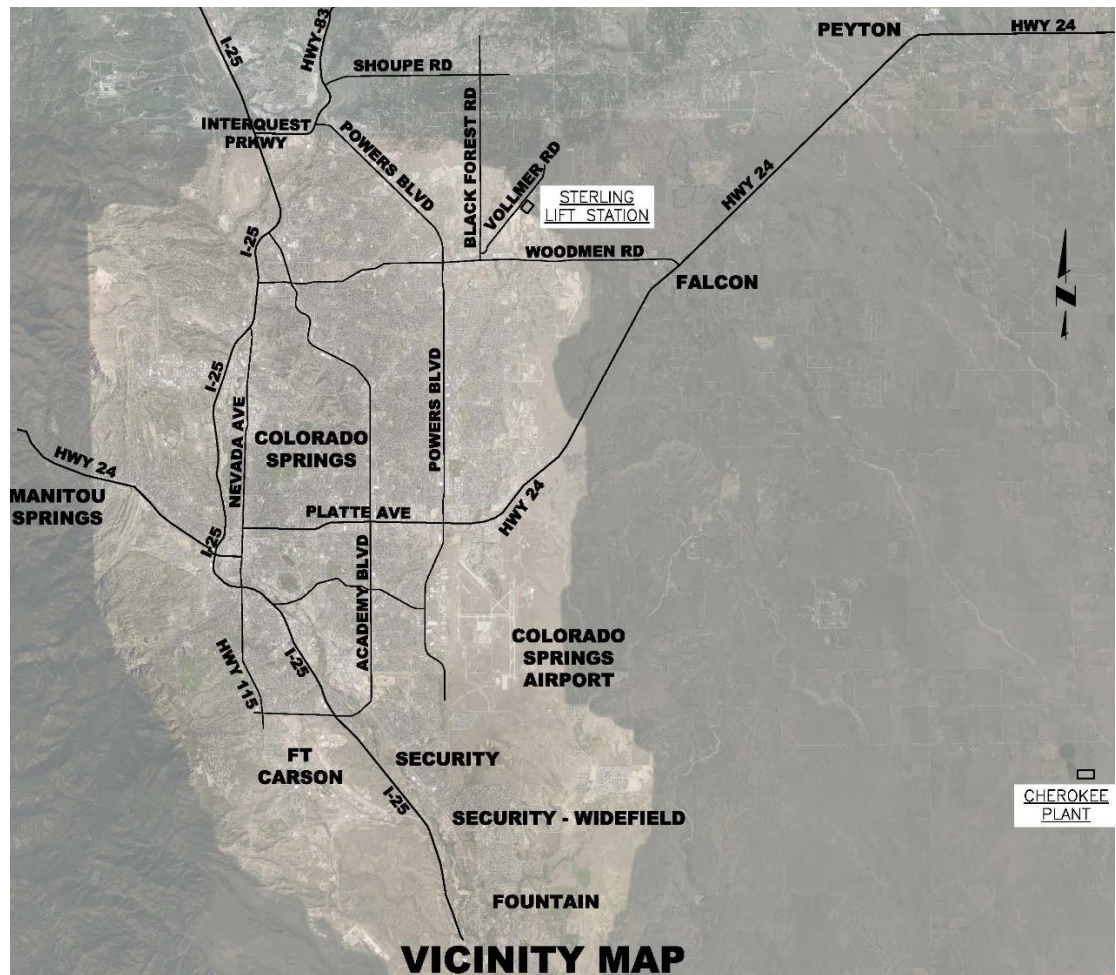 I-25
HWY-83
PEYTON
HWY 24
SHOUPE RD
INTERQUEST
PRKWY
POWERS BLVD
BLACK FOREST RD
VOLLMER RD
STERLING
LIFT STATION
HWY 24
I-25
WOODMEN RD
FALCON
N
I-25
NEVADA AVE
COLORADO
SPRINGS
POWERS BLVD
HWY 24
MANITOU
SPRINGS
PLATTE AVE
HWY 24
I-25
ACADEMY BLVD
HWY 115
I-25
COLORADO
SPRINGS
AIRPORT
FT
CARSON
SECURITY
I-25
SECURITY - WIDEFIELD
CHEROKEE
PLANT
FOUNTAIN
VICINITY MAP